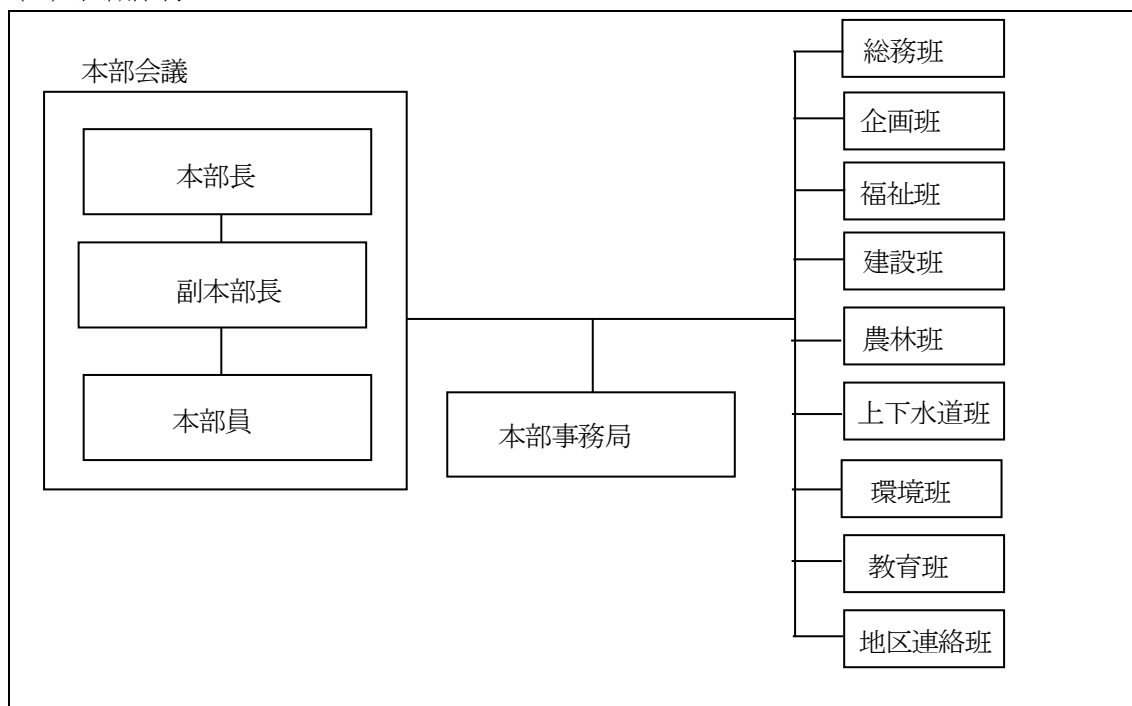 本部会議
本部長
副本部長
本部員
本部事務局
総務班
企画班
福祉班
建設班
農林班
上下水道班
環境班
教育班
地区連絡班